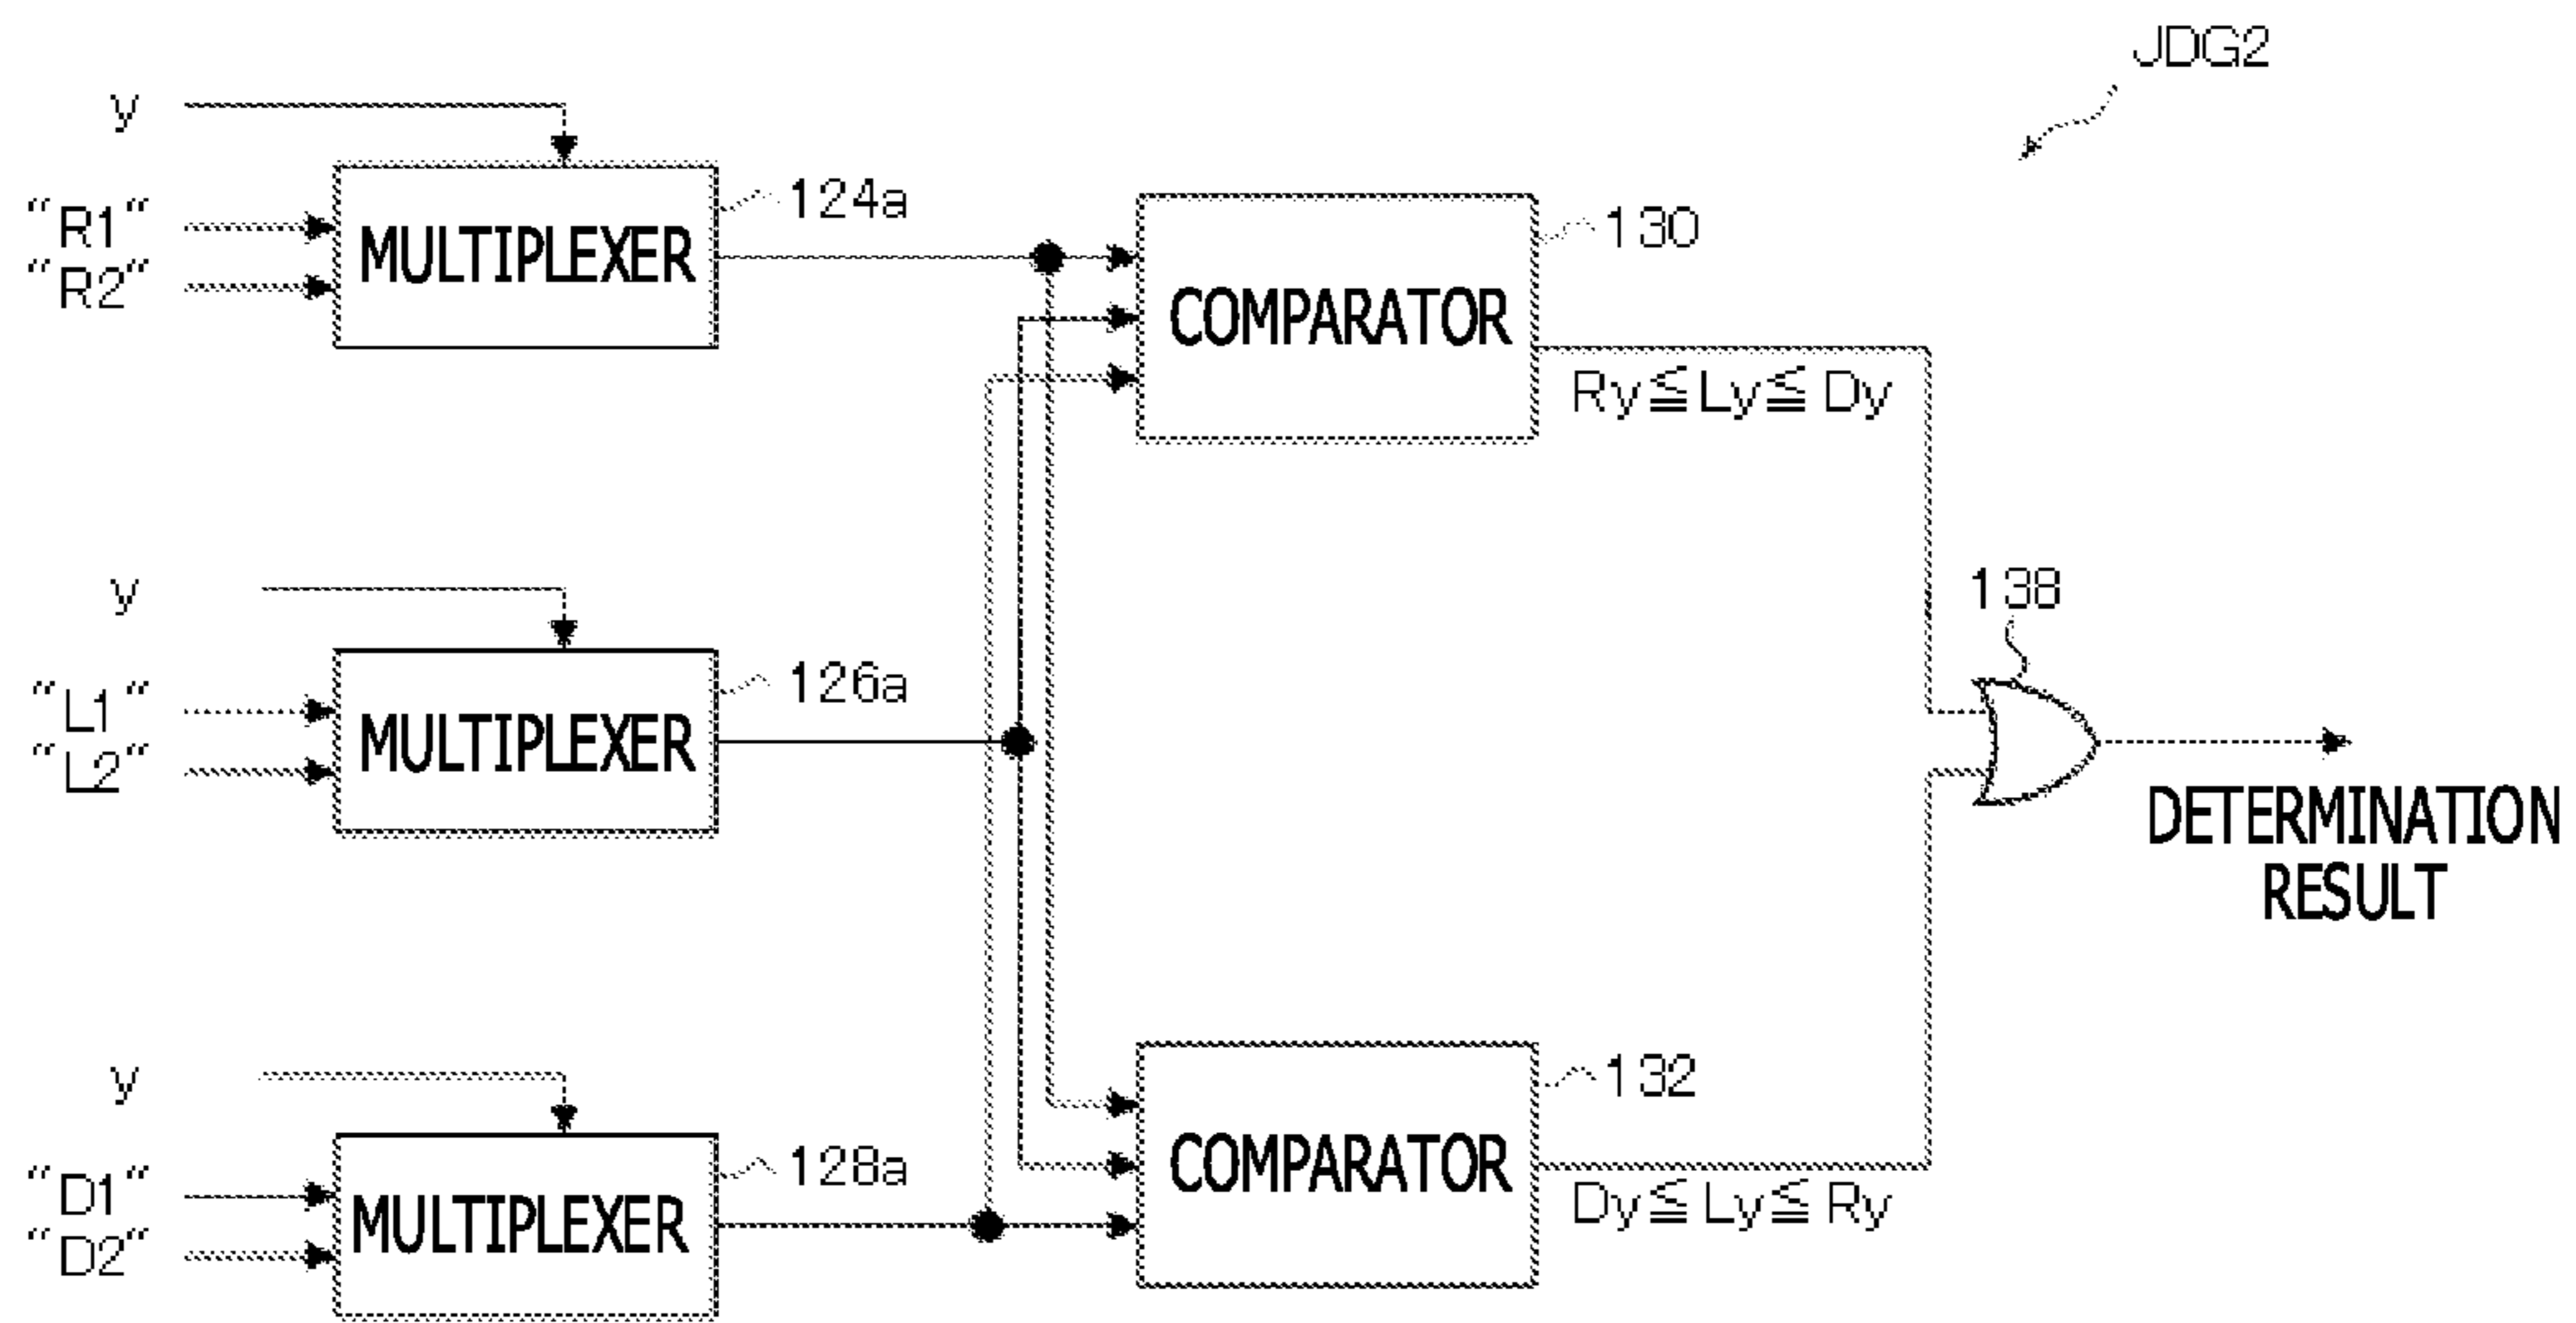 JDG2
y
"R1"
"R2"
MULTIPLEXER
124a
COMPARATOR
130
Ry≦Ly≦Dy
y
"L1"
"L2"
MULTIPLEXER
126a
138
DETERMINATION
RESULT
y
"D1"
"D2"
MULTIPLEXER
128a
COMPARATOR
132
Dy≦Ly≦Ry